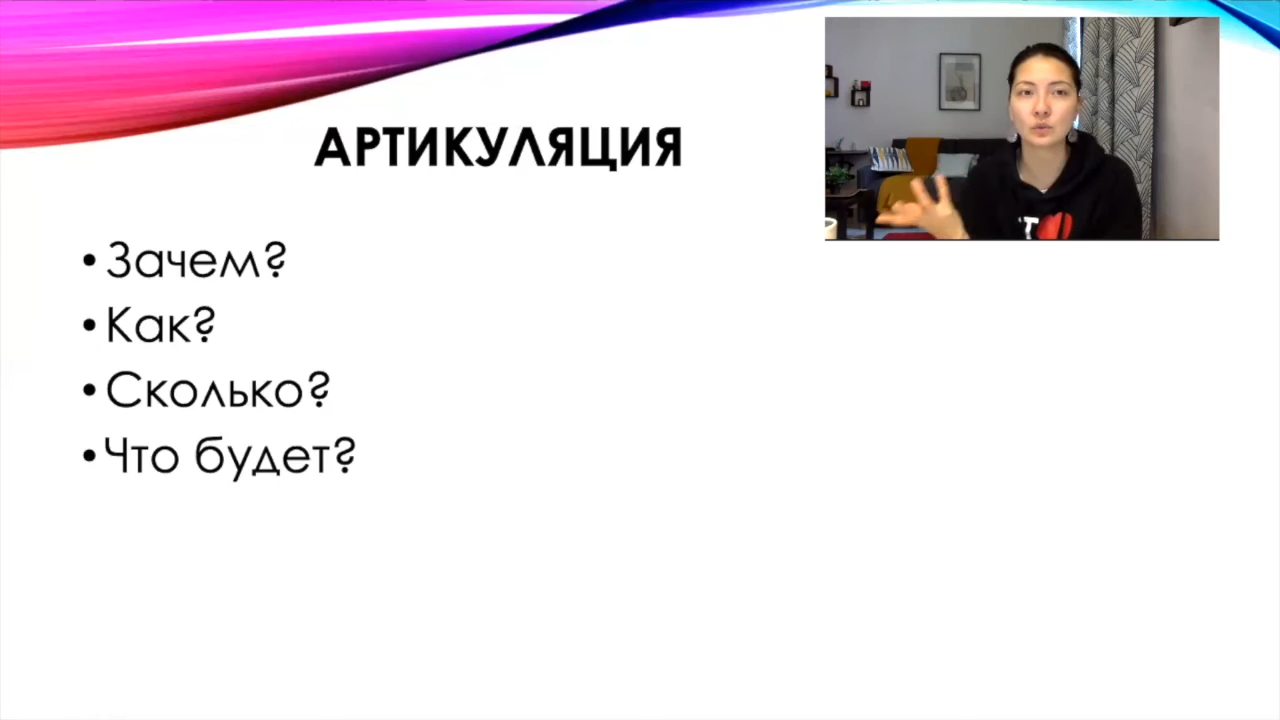 АРТИКУЛЯЦИЯ
• Зачем?
• Как?
• Сколько?
• Что будет?